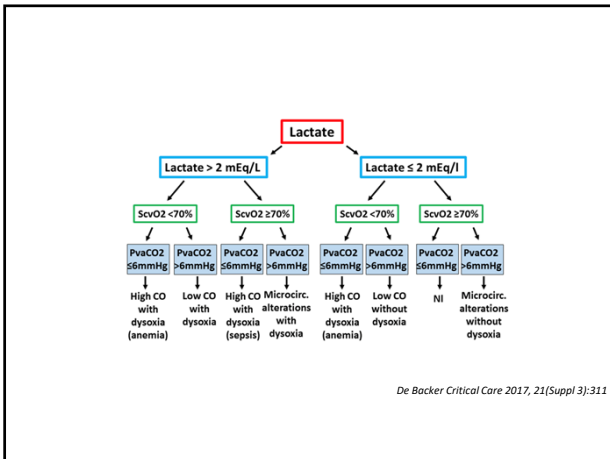 Lactate
Lactate > 2 mEq/L
Lactate ≤ 2 mEq/l
ScvO2 <70%
ScvO2 ≥70%
ScvO2 <70%
ScvO2 ≥70%
PvaCO2
≤6mmHg
PvaCO2
>6mmHg
PvaCO2
≤6mmHg
PvaCO2
>6mmHg
PvaCO2
≤6mmHg
PvaCO2
>6mmHg
PvaCO2
≤6mmHg
PvaCO2
>6mmHg
High CO
with
dysoxia
(anemia)
Low CO
with
dysoxia
High CO
with
dysoxia
(sepsis)
Microcirc.
alterations
with
dysoxia
High CO
with
dysoxia
(anemia)
Low CO
without
dysoxia
Nl
Microcirc.
alterations
without
dysoxia
De Backer Critical Care 2017, 21(Suppl 3):311